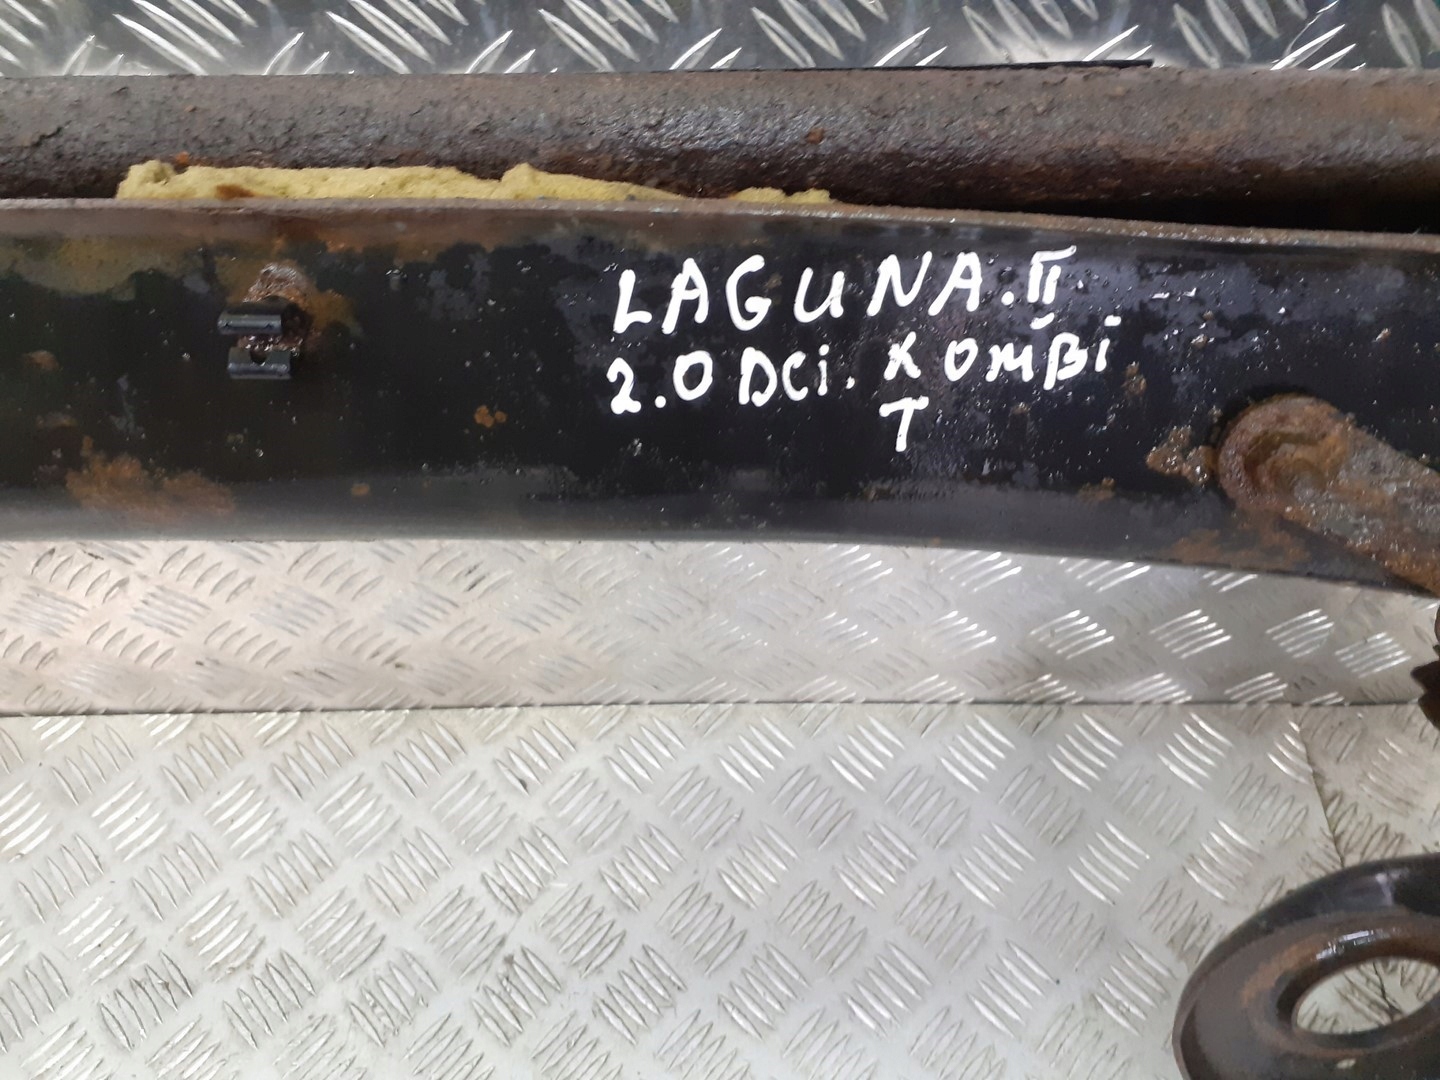 LAGUNA.II
2.0 DCi. KOMBI
T